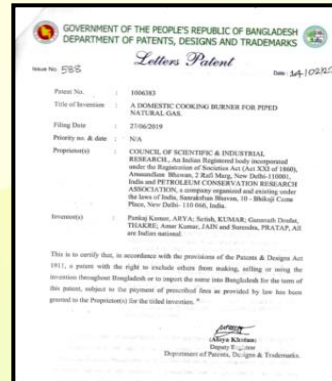 GOVERNMENT OF THE PEOPLE'S REPUBLIC OF BANGLADESH
DEPARTMENT OF PATENTS, DESIGNS AND TRADEMARKS
Letters Patent
Issue No. 588
Date :
Patent No. : 1006383
Title of Invention : A DOMESTIC COOKING BURNER FOR PIPED
NATURAL GAS.
Filing Date : 27/06/2019
Priority no. & date : N/A
Proprietor(s) : COUNCIL OF SCIENTIFIC & INDUSTRIAL
RESEARCH, An Indian Registered body incorporated
under the Registration of Societies Act (Act XXI of 1860),
Anusandhan Bhawan, 2 Rafi Marg, New Delhi-110001,
India and PETROLEUM CONSERVATION RESEARCH
ASSOCIATION, a company organized and existing under
the laws of India, Sanrakshan Bhavan, 10 - Bhikaji Cama
Place, New Delhi- 110 066, India.
Inventor(s) : Pankaj Kumar, ARYA; Satish, KUMAR; Gananath Doulat,
THAKRE; Amar Kumar, JAIN and Surendra, PRATAP, All
are Indian national.
This is to certify that, in accordance with the provisions of the Patents & Designs Act
1911, a patent with the right to exclude others from making, selling or using the
invention throughout Bangladesh or to import the same into Bangladesh for the term of
this patent, subject to the payment of prescribed fees as provided by law has been
granted to the Proprietor(s) for the titled invention.
(Aleya Khatun)
Deputy Registrar
Department of Patents, Designs & Trademarks.